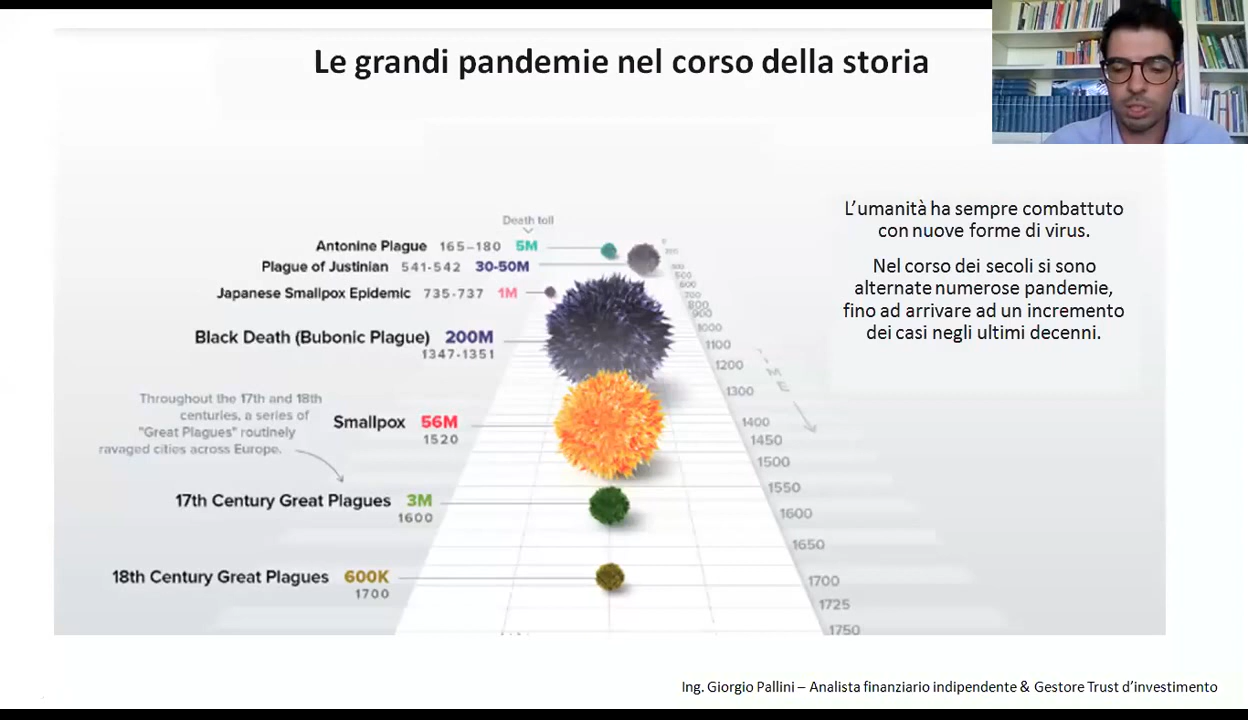 Le grandi pandemie nel corso della storia
L'umanità ha sempre combattuto
con nuove forme di virus.
Nel corso dei secoli si sono
alternate numerose pandemie,
fino ad arrivare ad un incremento
dei casi negli ultimi decenni.
Death toll
Antonine Plague 165-180 5M
Plague of Justinian 541-542 30-50M
Japanese Smallpox Epidemic 735-737 1M
Black Death (Bubonic Plague) 200M
1347-1351
Throughout the 17th and 18th
centuries, a series of
"Great Plagues" routinely
ravaged cities across Europe.
Smallpox 56M
1520
17th Century Great Plagues 3M
1600
18th Century Great Plagues 600K
1700
0
500
600
700
800
900
1000
1100
1200
1300
1400
1450
1500
1550
1600
1650
1700
1725
1750
Ing. Giorgio Pallini – Analista finanziario indipendente & Gestore Trust d'investimento